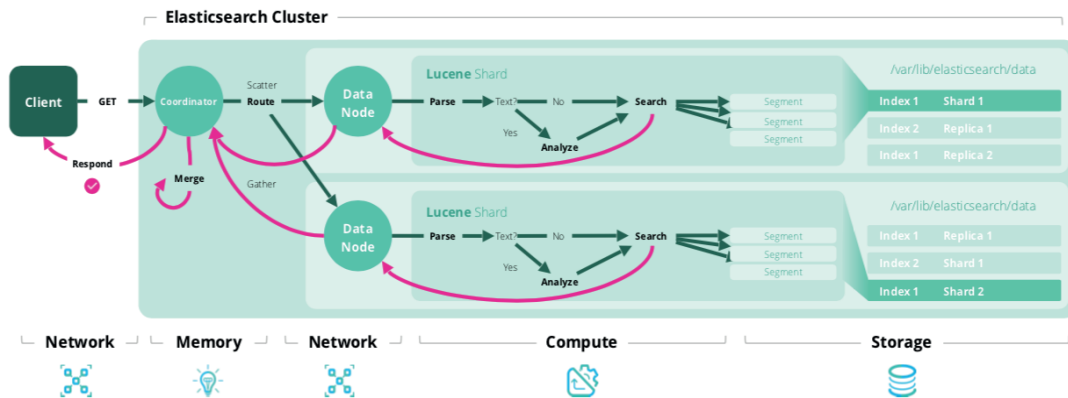 Elasticsearch Cluster
Client
GET
Respond
Coordinator
Merge
Scatter
Route
Gather
Data
Node
Lucene Shard
Parse
Text?
No
Yes
Analyze
Search
Segment
Segment
Segment
/var/lib/elasticsearch/data
Index 1 Shard 1
Index 2 Replica 1
Index 1 Replica 2
Data
Node
Lucene Shard
Parse
Text?
No
Yes
Analyze
Search
Segment
Segment
Segment
/var/lib/elasticsearch/data
Index 1 Replica 1
Index 2 Shard 1
Index 1 Shard 2
Network
Memory
Network
Compute
Storage